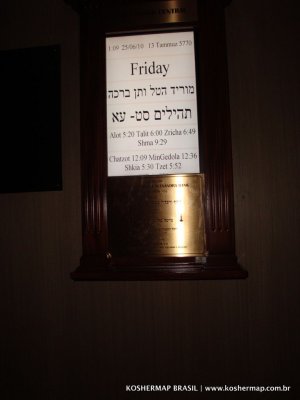 CENTRAL
1:09 25/06/10 13 Tammuz 5770
Friday
מוריד הטל ותן ברכה
תהילים סט- עא
Alot 5:20 Talit 6:00 Zricha 6:49
Shma 9:29
Chatzot 12:09 MinGedola 12:36
Shkia 5:30 Tzet 5:52
KOSHERMAP BRASIL | www.koshermap.com.br